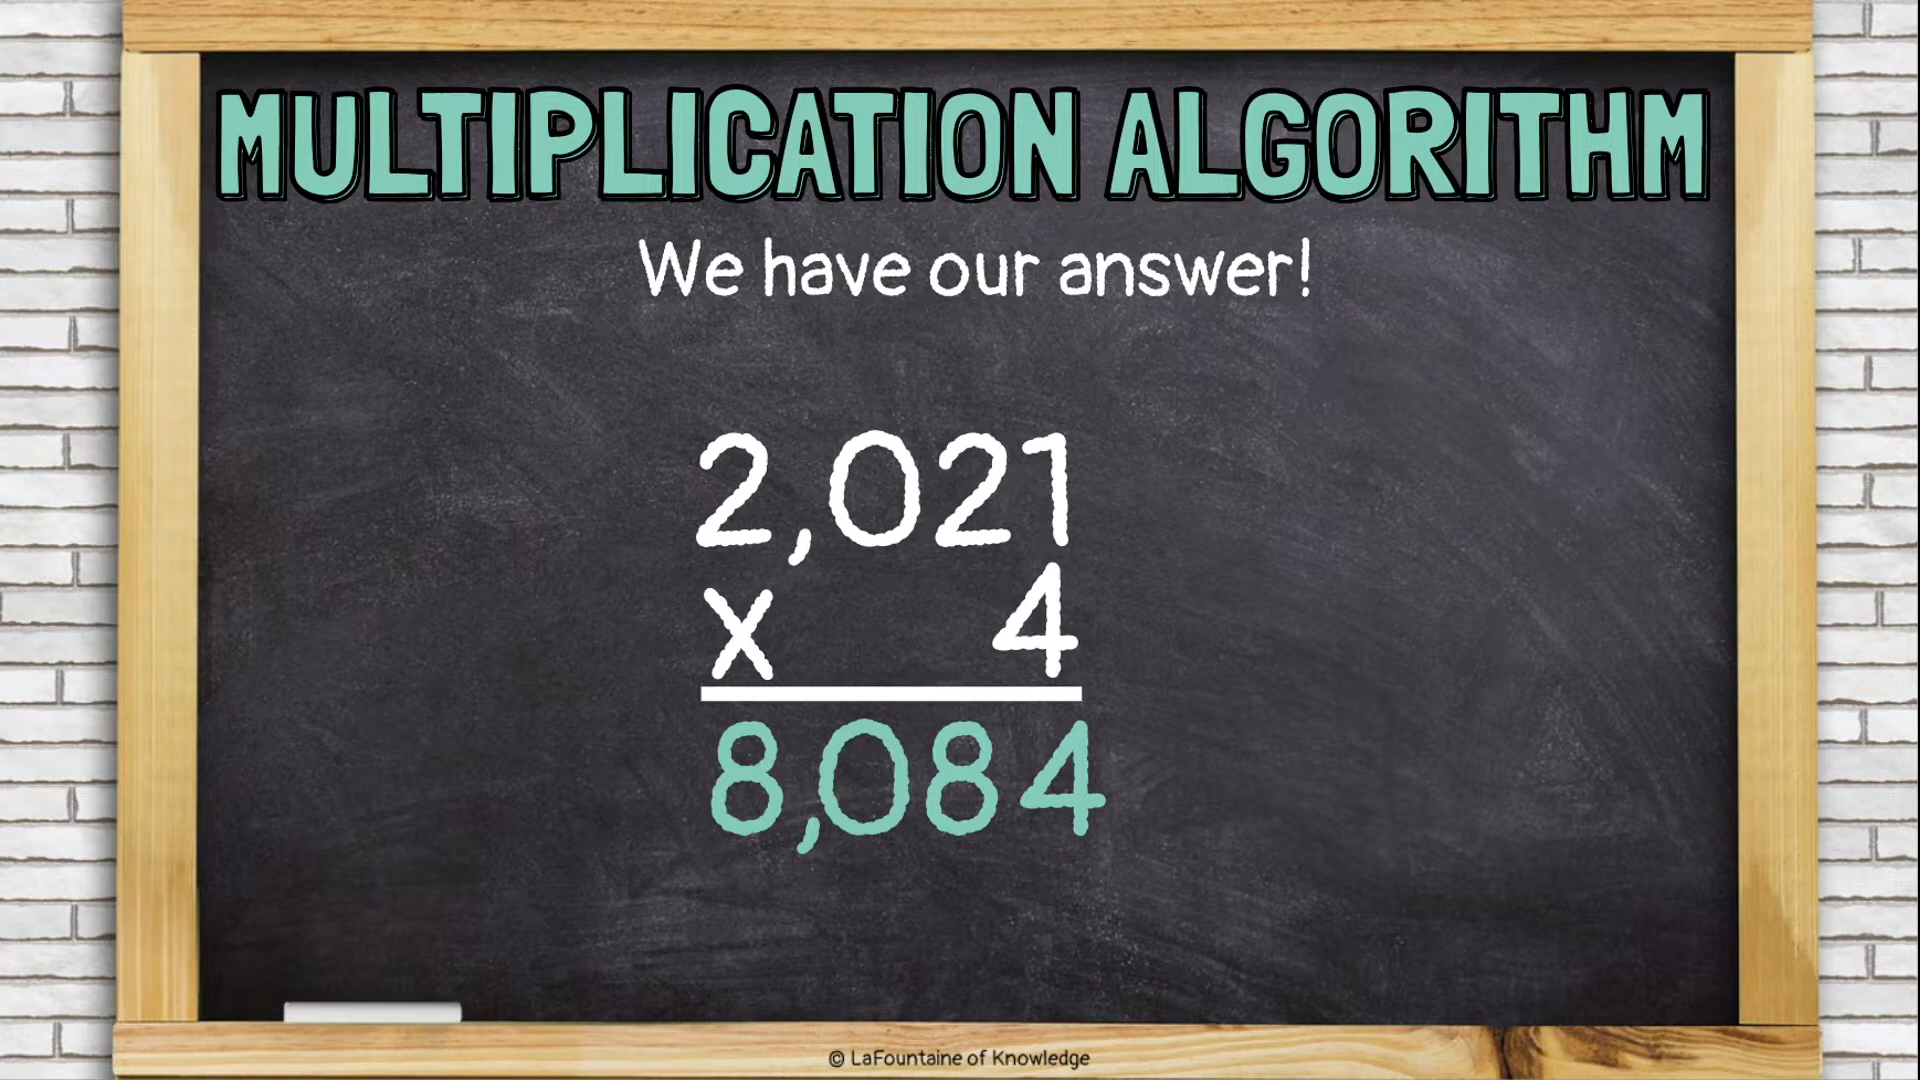 MULTIPLICATION ALGORITHM
We have our answer!
2,021
x 4
8,084
© LaFountaine of Knowledge